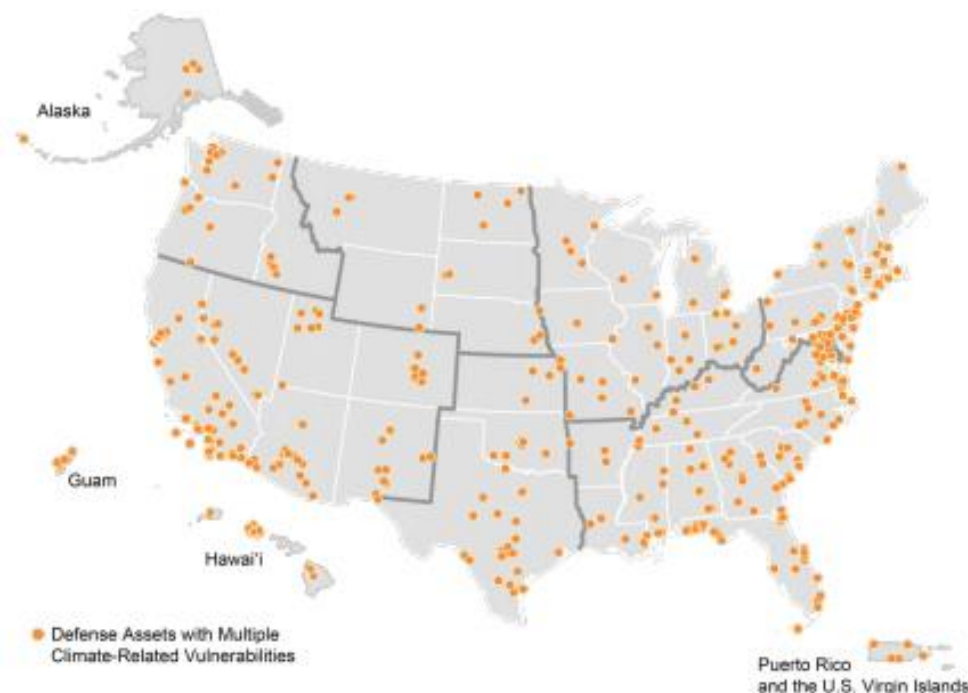 Alaska
Guam
Hawai'i
Defense Assets with Multiple
Climate-Related Vulnerabilities
Puerto Rico
and the U.S. Virgin Islands